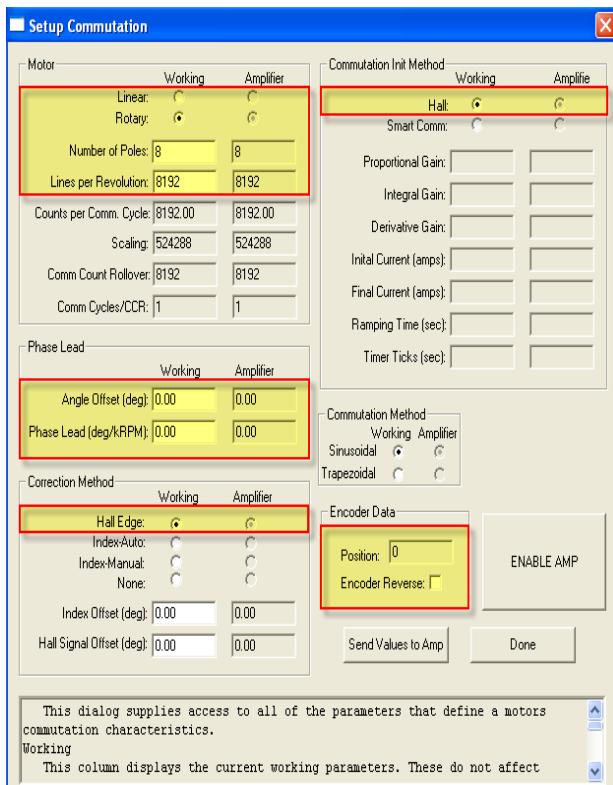 Setup Commutation
Motor
Working Amplifier
Linear:
Rotary:
Number of Poles: 8 8
Lines per Revolution: 8192 8192
Counts per Comm. Cycle: 8192.00 8192.00
Scaling: 524288 524288
Comm Count Rollover: 8192 8192
Comm Cycles/CCR: 1 1
Phase Lead
Working Amplifier
Angle Offset (deg): 0.00 0.00
Phase Lead (deg/kRPM): 0.00 0.00
Correction Method
Working Amplifier
Hall Edge:
Index-Auto:
Index-Manual:
None:
Index Offset (deg): 0.00 0.00
Hall Signal Offset (deg): 0.00 0.00
Commutation Init Method
Working Amplifie
Hall:
Smart Comm:
Proportional Gain:
Integral Gain:
Derivative Gain:
Inital Current (amps):
Final Current (amps):
Ramping Time (sec):
Timer Ticks (sec):
Commutation Method
Working Amplifier
Sinusoidal
Trapezoidal
Encoder Data
Position: 0
Encoder Reverse:
ENABLE AMP
Send Values to Amp
Done
This dialog supplies access to all of the parameters that define a motors
commutation characteristics.
Working
This column displays the current working parameters. These do not affect